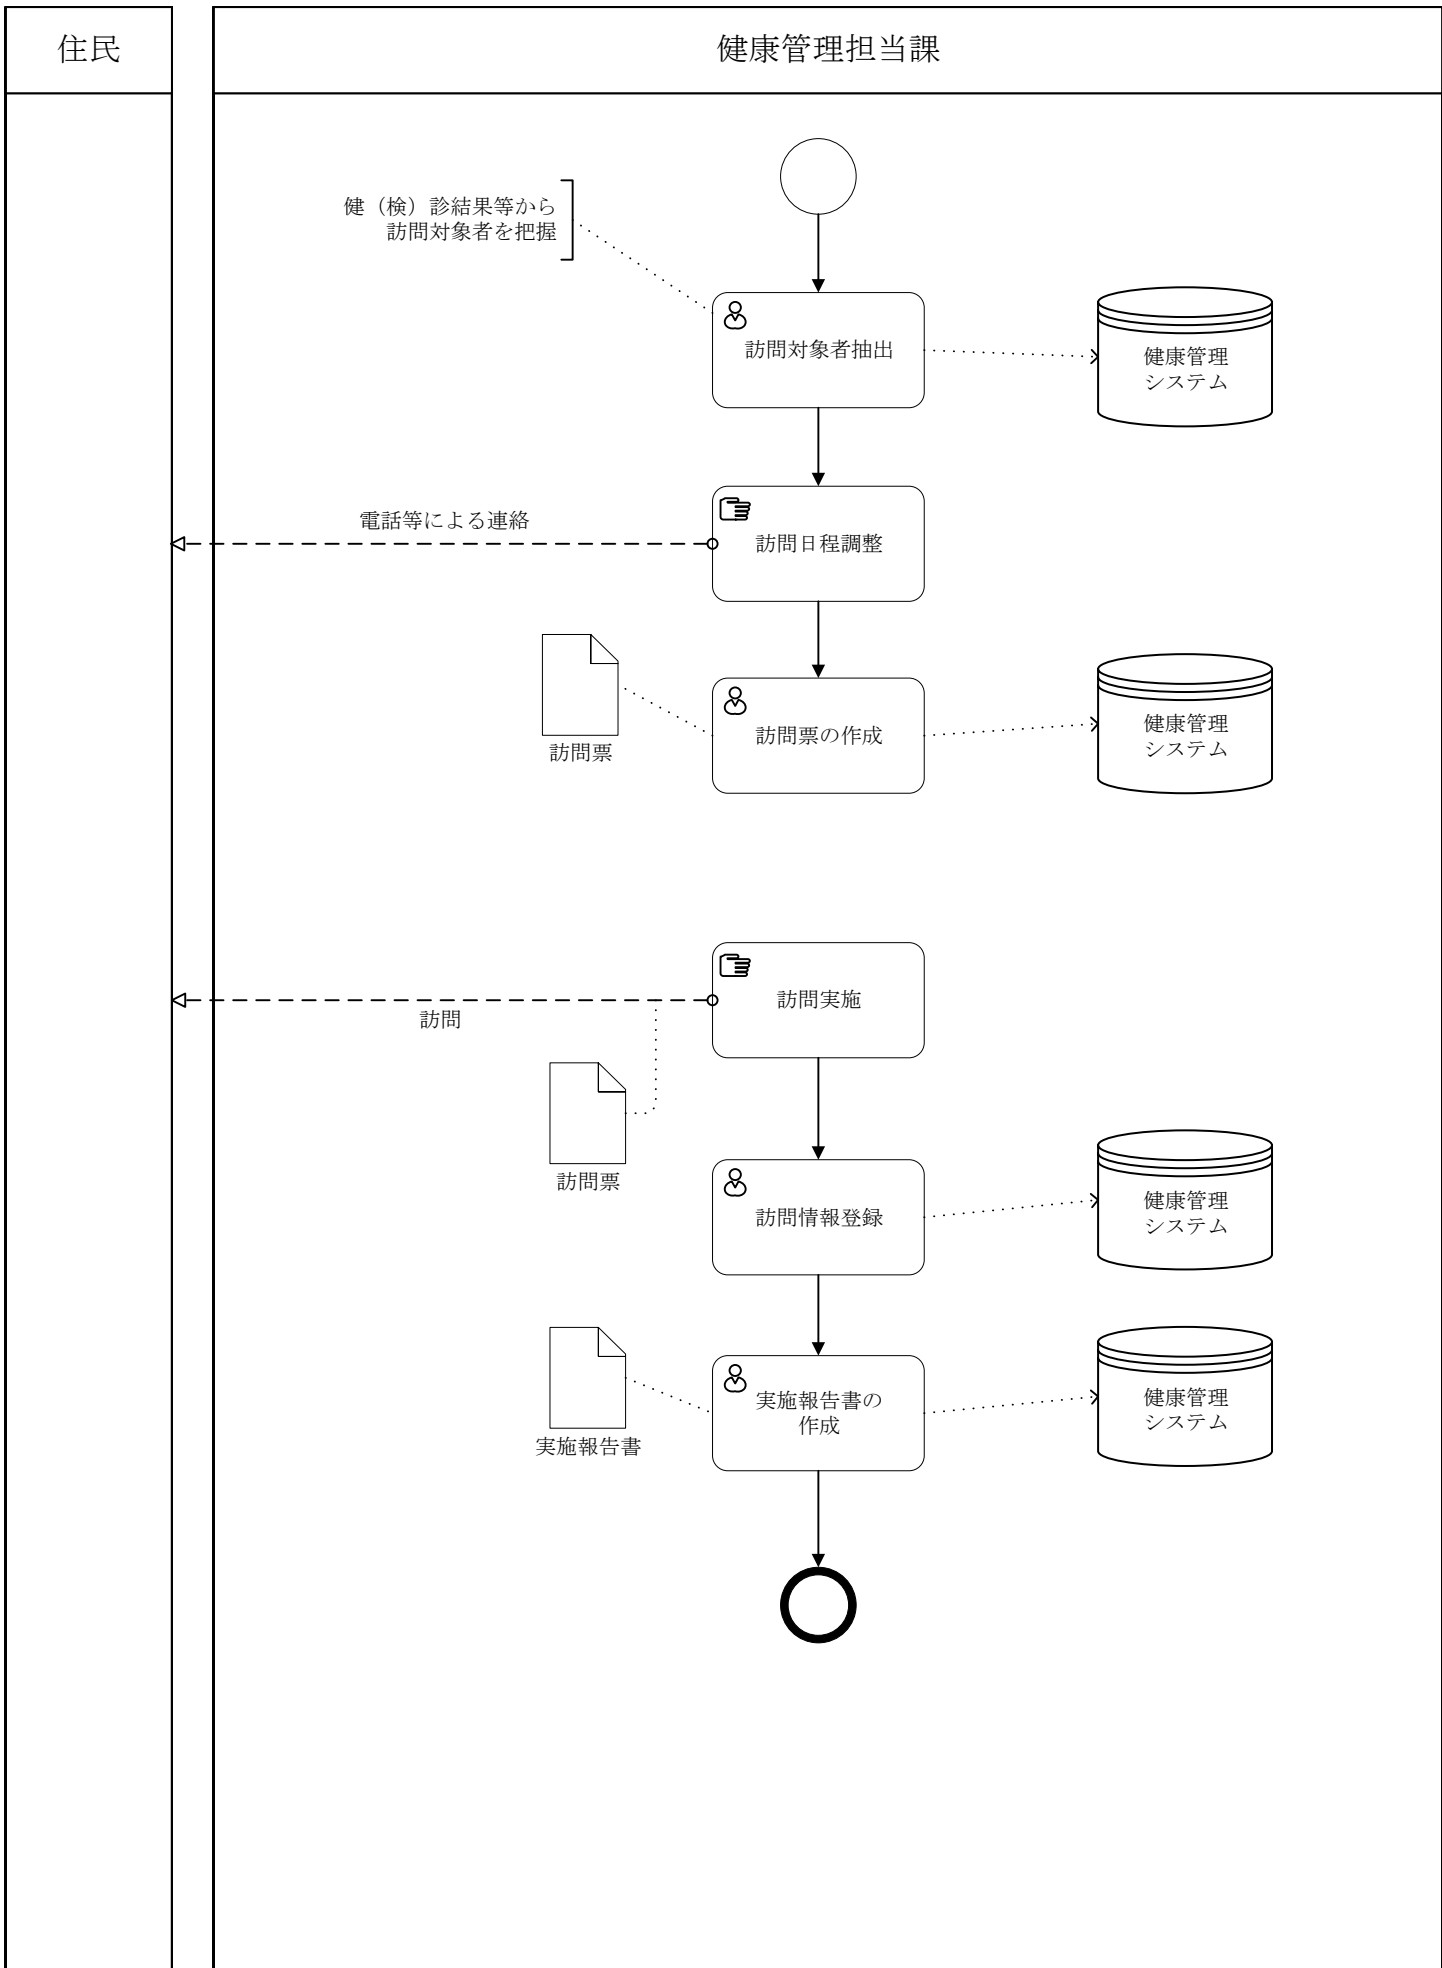 住民
健康管理担当課
健（検）診結果等から
訪問対象者を把握
訪問対象者抽出
健康管理
システム
電話等による連絡
訪問日程調整
訪問票
訪問票の作成
健康管理
システム
訪問実施
訪問
訪問票
訪問情報登録
健康管理
システム
実施報告書
実施報告書の
作成
健康管理
システム